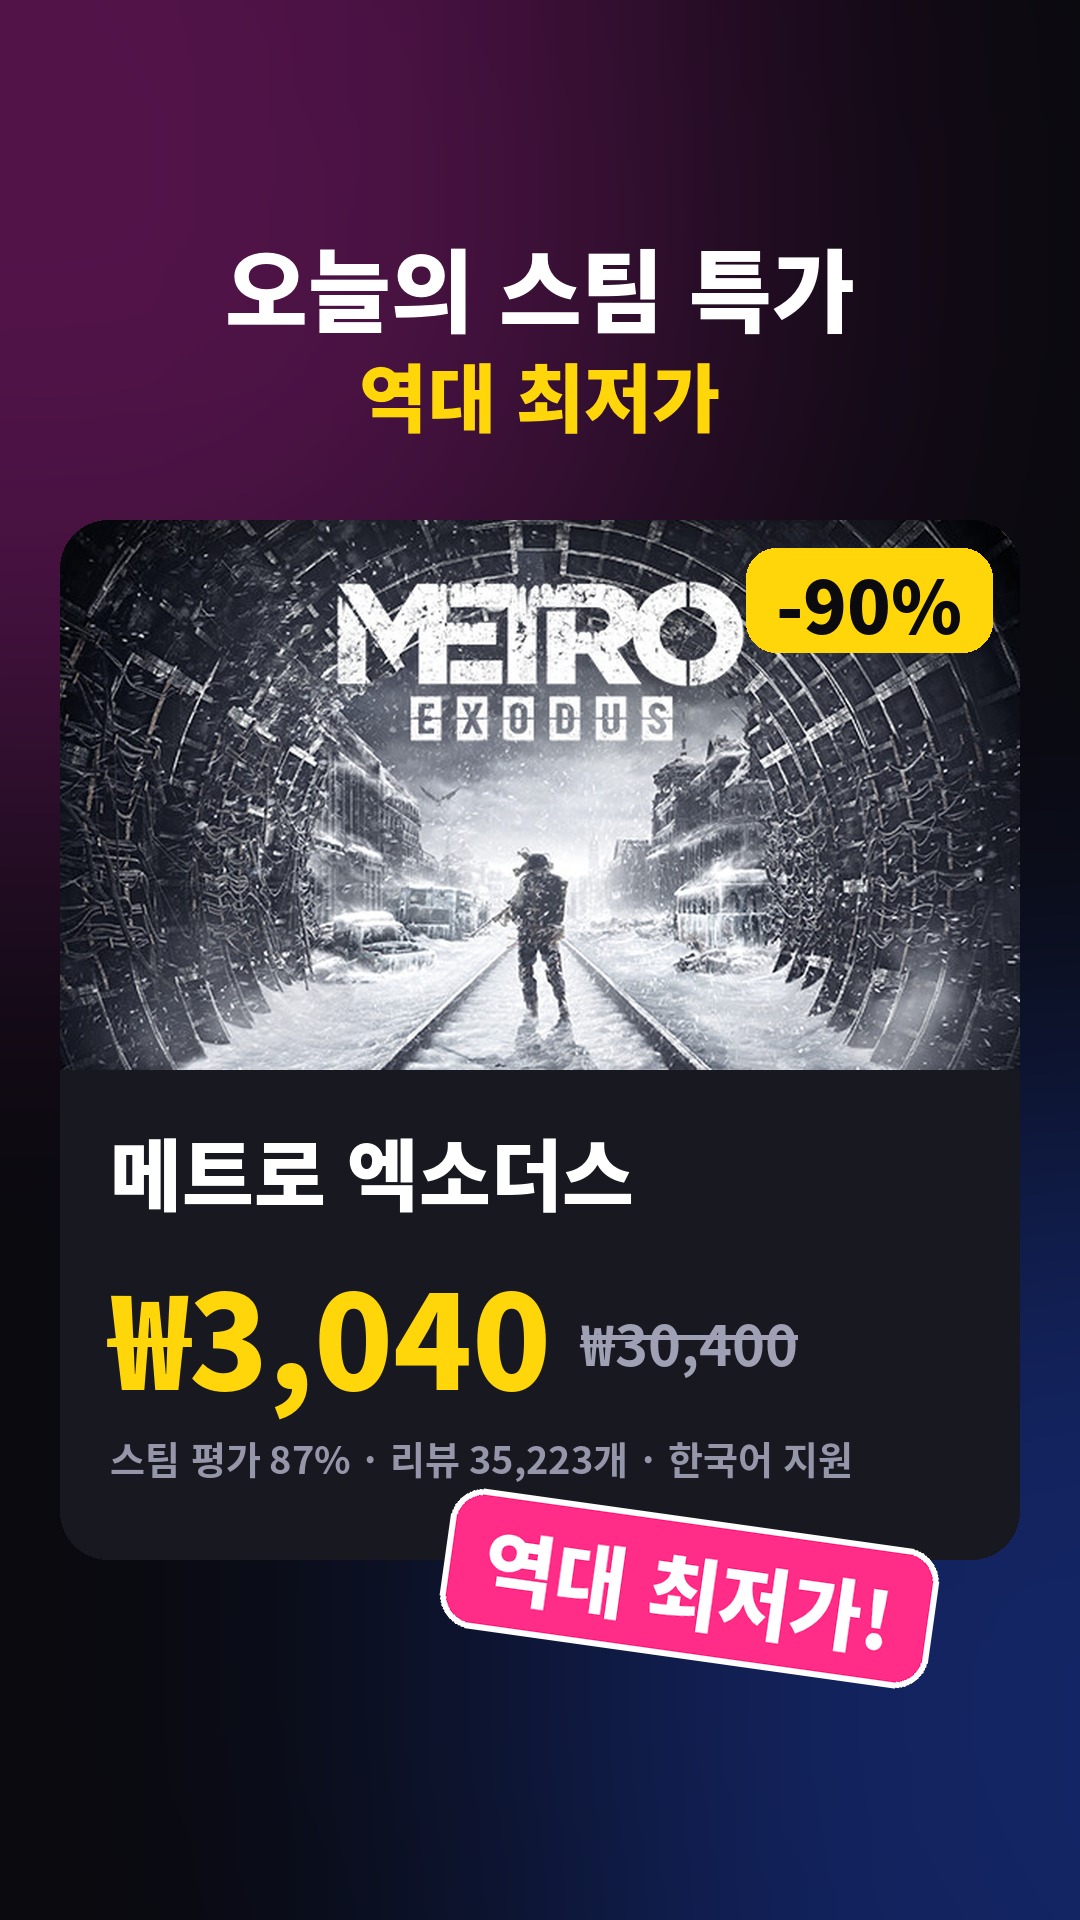 오늘의 스팀 특가
역대 최저가
METRO
EXODUS
-90%
메트로 엑소더스
₩3,040 ₩30,400
스팀 평가 87% · 리뷰 35,223개 · 한국어 지원
역대 최저가!